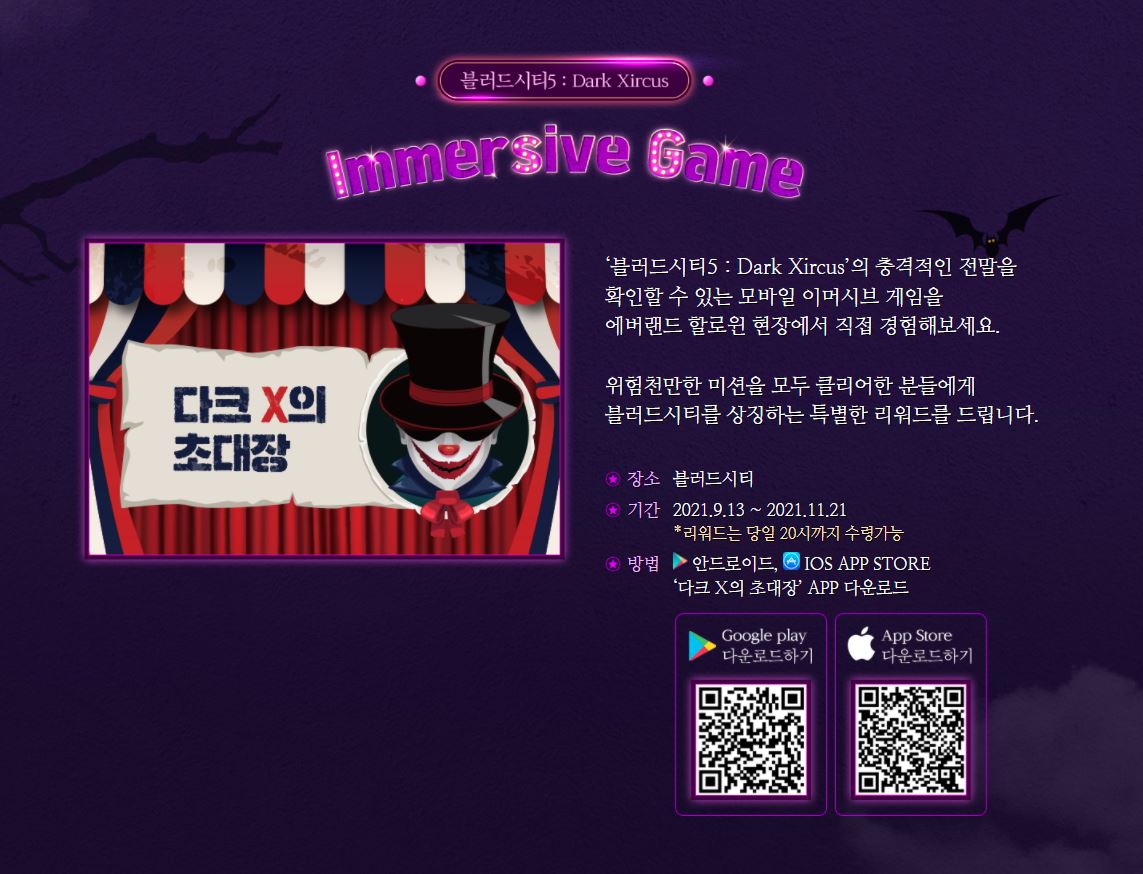 블러드시티5 : Dark Xircus
Immersive Game
다크 X의
초대장
‘블러드시티5 : Dark Xircus’의 충격적인 전말을
확인할 수 있는 모바일 이머시브 게임을
에버랜드 할로윈 현장에서 직접 경험해보세요.
위험천만한 미션을 모두 클리어한 분들에게
블러드시티를 상징하는 특별한 리워드를 드립니다.
장소 블러드시티
기간 2021.9.13 ~ 2021.11.21
*리워드는 당일 20시까지 수령가능
방법 안드로이드, IOS APP STORE
‘다크 X의 초대장’ APP 다운로드
Google play
다운로드하기
App Store
다운로드하기